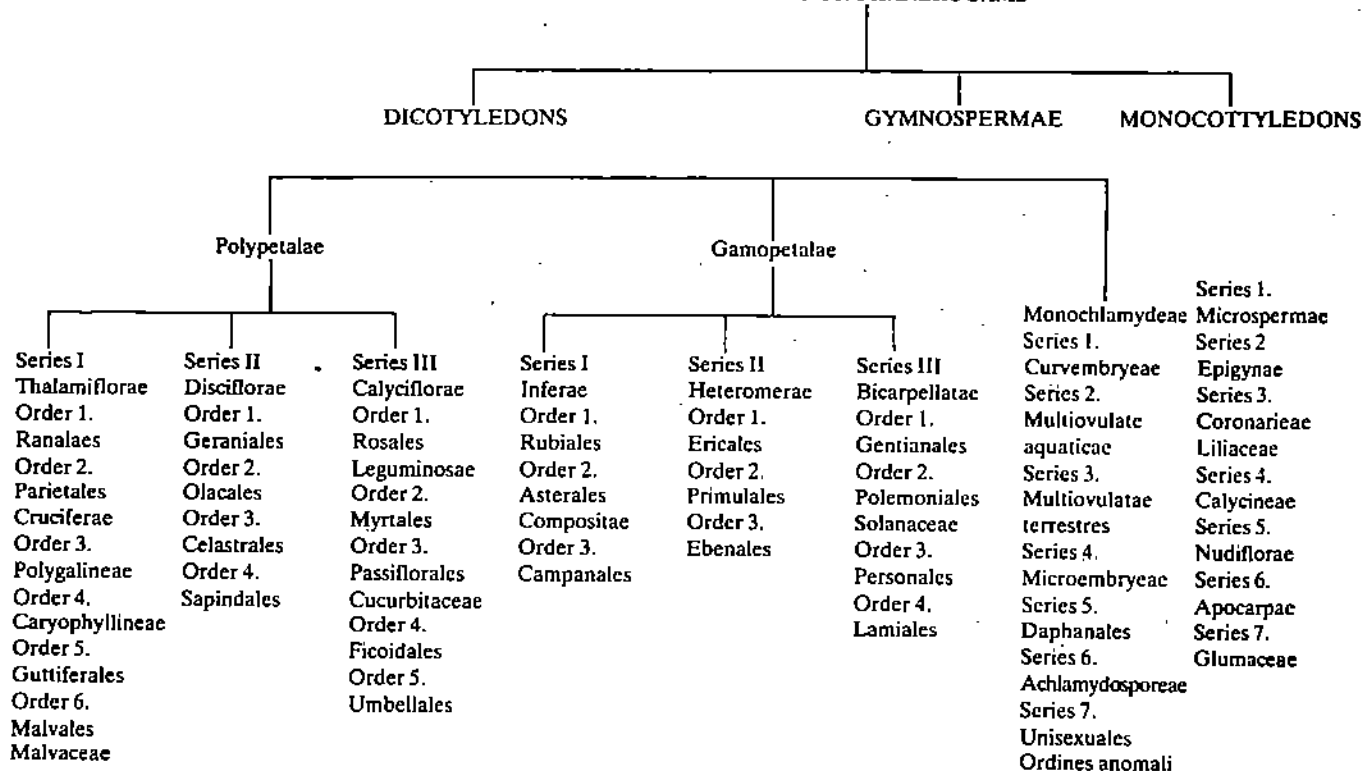 DICOTYLEDONS
GYMNOSPERMAE
MONOCOTTYLEDONS
Polypetalae
Gamopetalae
Series I
Thalamiflorae
Order 1.
Ranalaes
Order 2.
Parietales
Cruciferae
Order 3.
Polygalineae
Order 4.
Caryophyllineae
Order 5.
Guttiferales
Order 6.
Malvales
Malvaceae
Series II
Disciflorae
Order 1.
Geraniales
Order 2.
Olacales
Order 3.
Celastrales
Order 4.
Sapindales
Series III
Calyciflorae
Order 1.
Rosales
Leguminosae
Order 2.
Myrtales
Order 3.
Passiflorales
Cucurbitaceae
Order 4.
Ficoidales
Order 5.
Umbellales
Series I
Inferae
Order 1.
Rubiales
Order 2.
Asterales
Compositae
Order 3.
Campanales
Series II
Heteromerae
Order 1.
Ericales
Order 2.
Primulales
Order 3.
Ebenales
Series III
Bicarpellatae
Order 1.
Gentianales
Order 2.
Polemoniales
Solanaceae
Order 3.
Personales
Order 4.
Lamiales
Monochlamydeae
Series 1.
Curvembryeae
Series 2.
Multiovulate
aquaticae
Series 3.
Multiovulatae
terrestres
Series 4.
Microembryeae
Series 5.
Daphanales
Series 6.
Achlamydosporeae
Series 7.
Unisexuales
Ordines anomali
Series 1.
Microspermae
Series 2
Epigynae
Series 3.
Coronarieae
Liliaceae
Series 4.
Calycineae
Series 5.
Nudiflorae
Series 6.
Apocarpae
Series 7.
Glumaceae